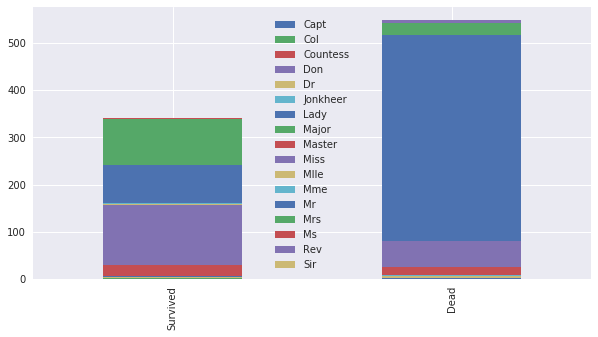 500
400
300
200
100
0
Capt
Col
Countess
Don
Dr
Jonkheer
Lady
Major
Master
Miss
Mlle
Mme
Mr
Mrs
Ms
Rev
Sir
Survived
Dead